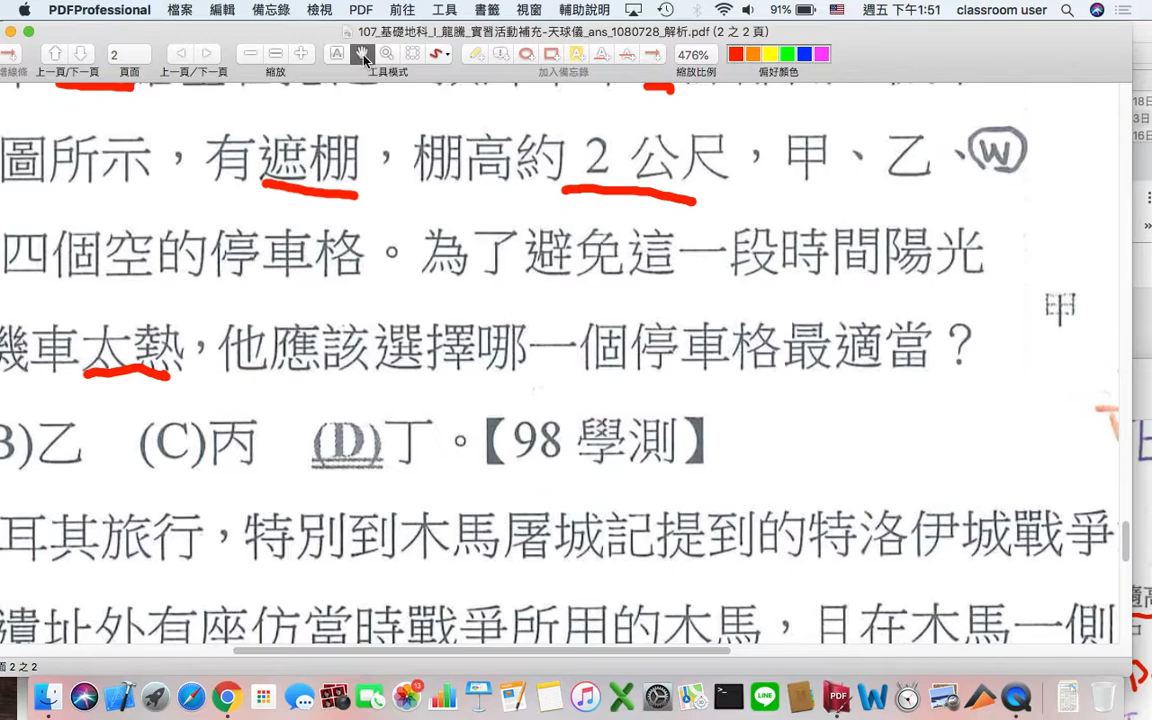 PDFProfessional 檔案 編輯 備忘錄 檢視 PDF 前往 工具 書籤 視窗 輔助說明 91% 週五 下午1:51 classroom user
107_基礎地科_I_龍騰_實習活動補充-天球儀_ans_1080728_解析.pdf (2 之 2 頁)
2 476%
增線條 上一頁/下一頁 頁面 上一頁/下一頁 縮放 工具模式 加入備忘錄 縮放比例 偏好顏色
圖所示，有遮棚，棚高約 2 公尺，甲、乙、W
四個空的停車格。為了避免這一段時間陽光
甲
機車太熱，他應該選擇哪一個停車格最適當？
B)乙 (C)丙 (D)丁。【98 學測】
耳其旅行，特別到木馬屠城記提到的特洛伊城戰爭
遺址外有座仿當時戰爭所用的木馬，且在木馬一側
面 2 之 2